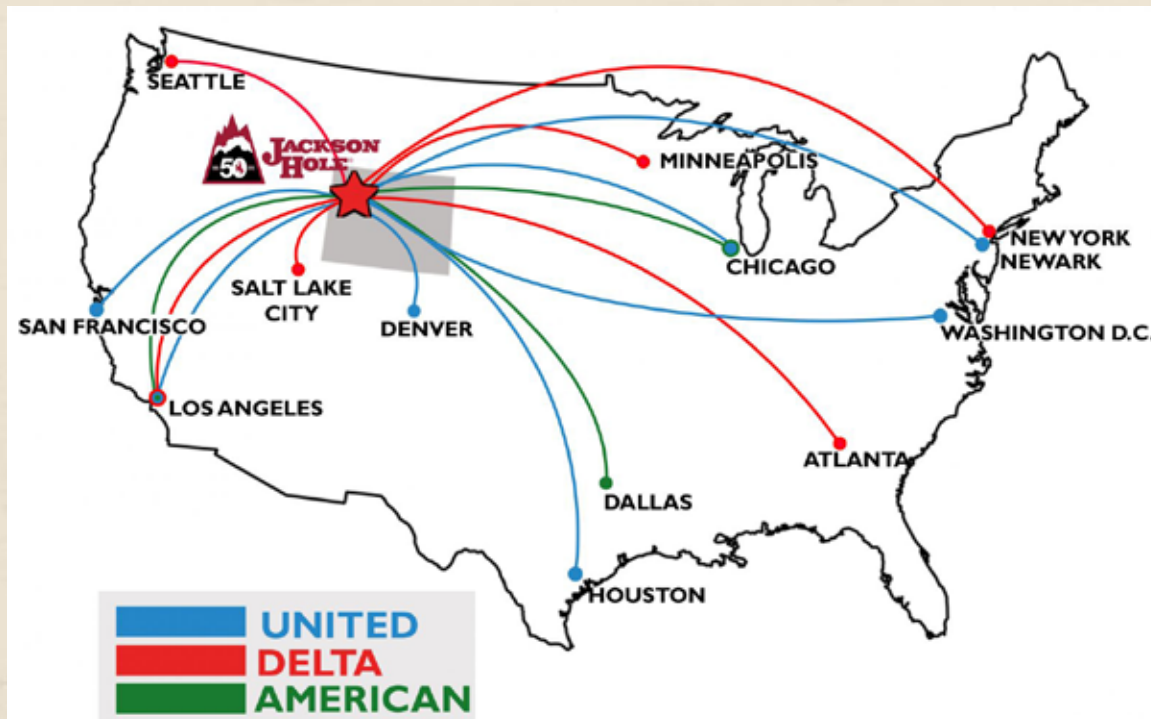 SEATTLE
50
JACKSON
HOLE
MINNEAPOLIS
NEW YORK
NEWARK
CHICAGO
SALT LAKE
CITY
DENVER
SAN FRANCISCO
WASHINGTON D.C.
LOS ANGELES
ATLANTA
DALLAS
HOUSTON
UNITED
DELTA
AMERICAN